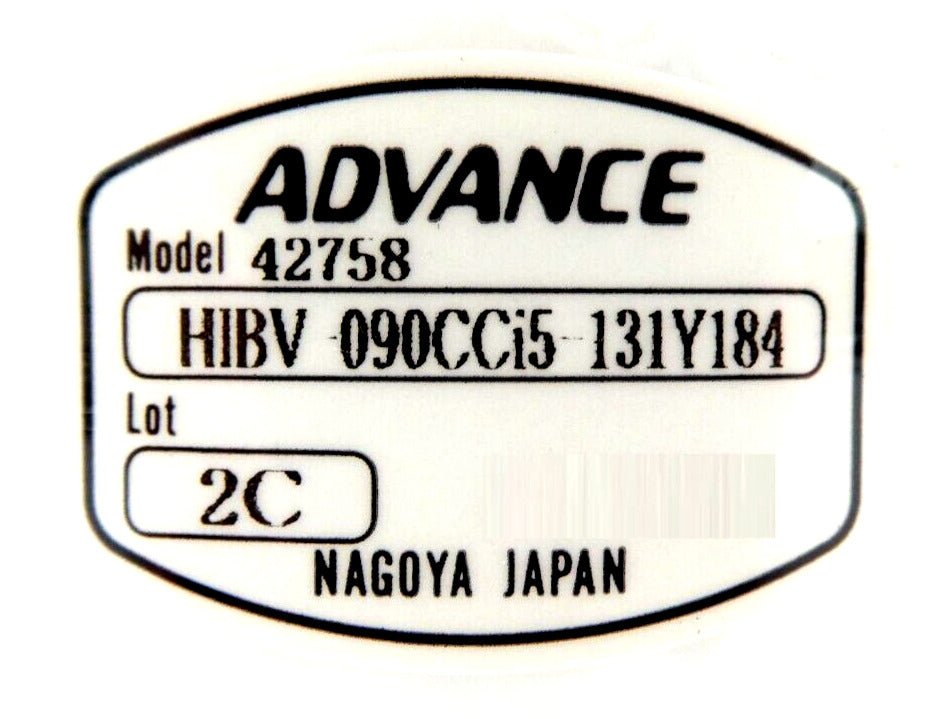 ADVANCE
Model 42758
HIBV-090CCi5-131Y184
Lot
2C
NAGOYA JAPAN